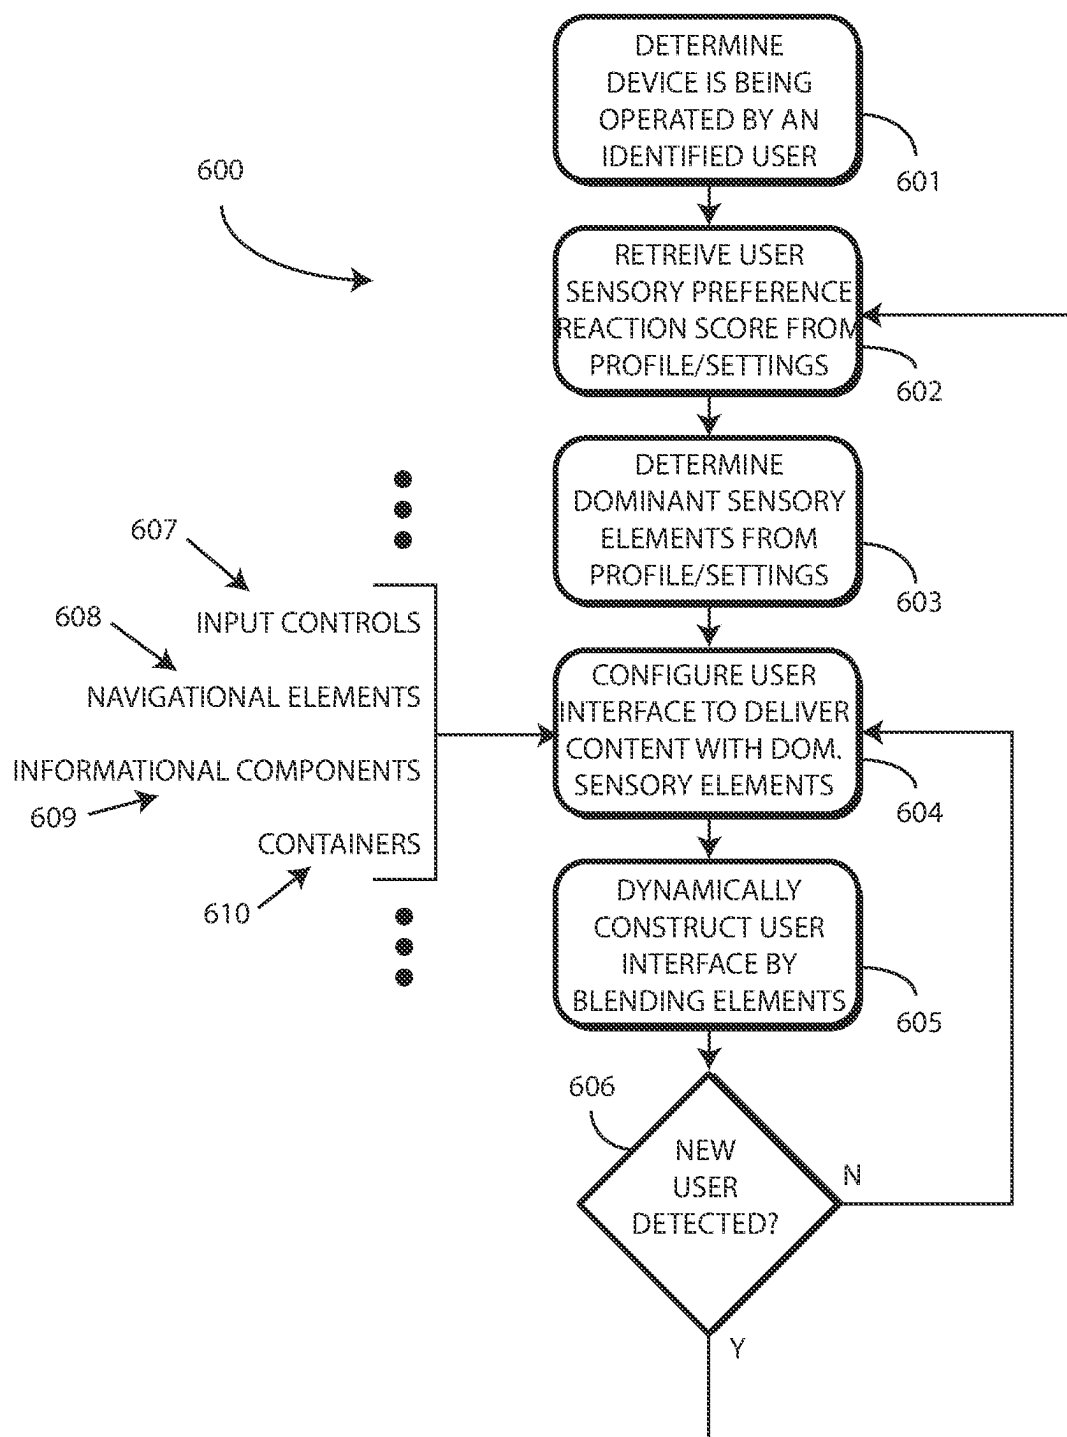 DETERMINE
DEVICE IS BEING
OPERATED BY AN
IDENTIFIED USER
601
600
RETREIVE USER
SENSORY PREFERENCE
REACTION SCORE FROM
PROFILE/SETTINGS
602
DETERMINE
DOMINANT SENSORY
ELEMENTS FROM
PROFILE/SETTINGS
603
607
INPUT CONTROLS
608
NAVIGATIONAL ELEMENTS
INFORMATIONAL COMPONENTS
609
CONTAINERS
610
CONFIGURE USER
INTERFACE TO DELIVER
CONTENT WITH DOM.
SENSORY ELEMENTS
604
DYNAMICALLY
CONSTRUCT USER
INTERFACE BY
BLENDING ELEMENTS
605
606
NEW
USER
DETECTED?
N
Y